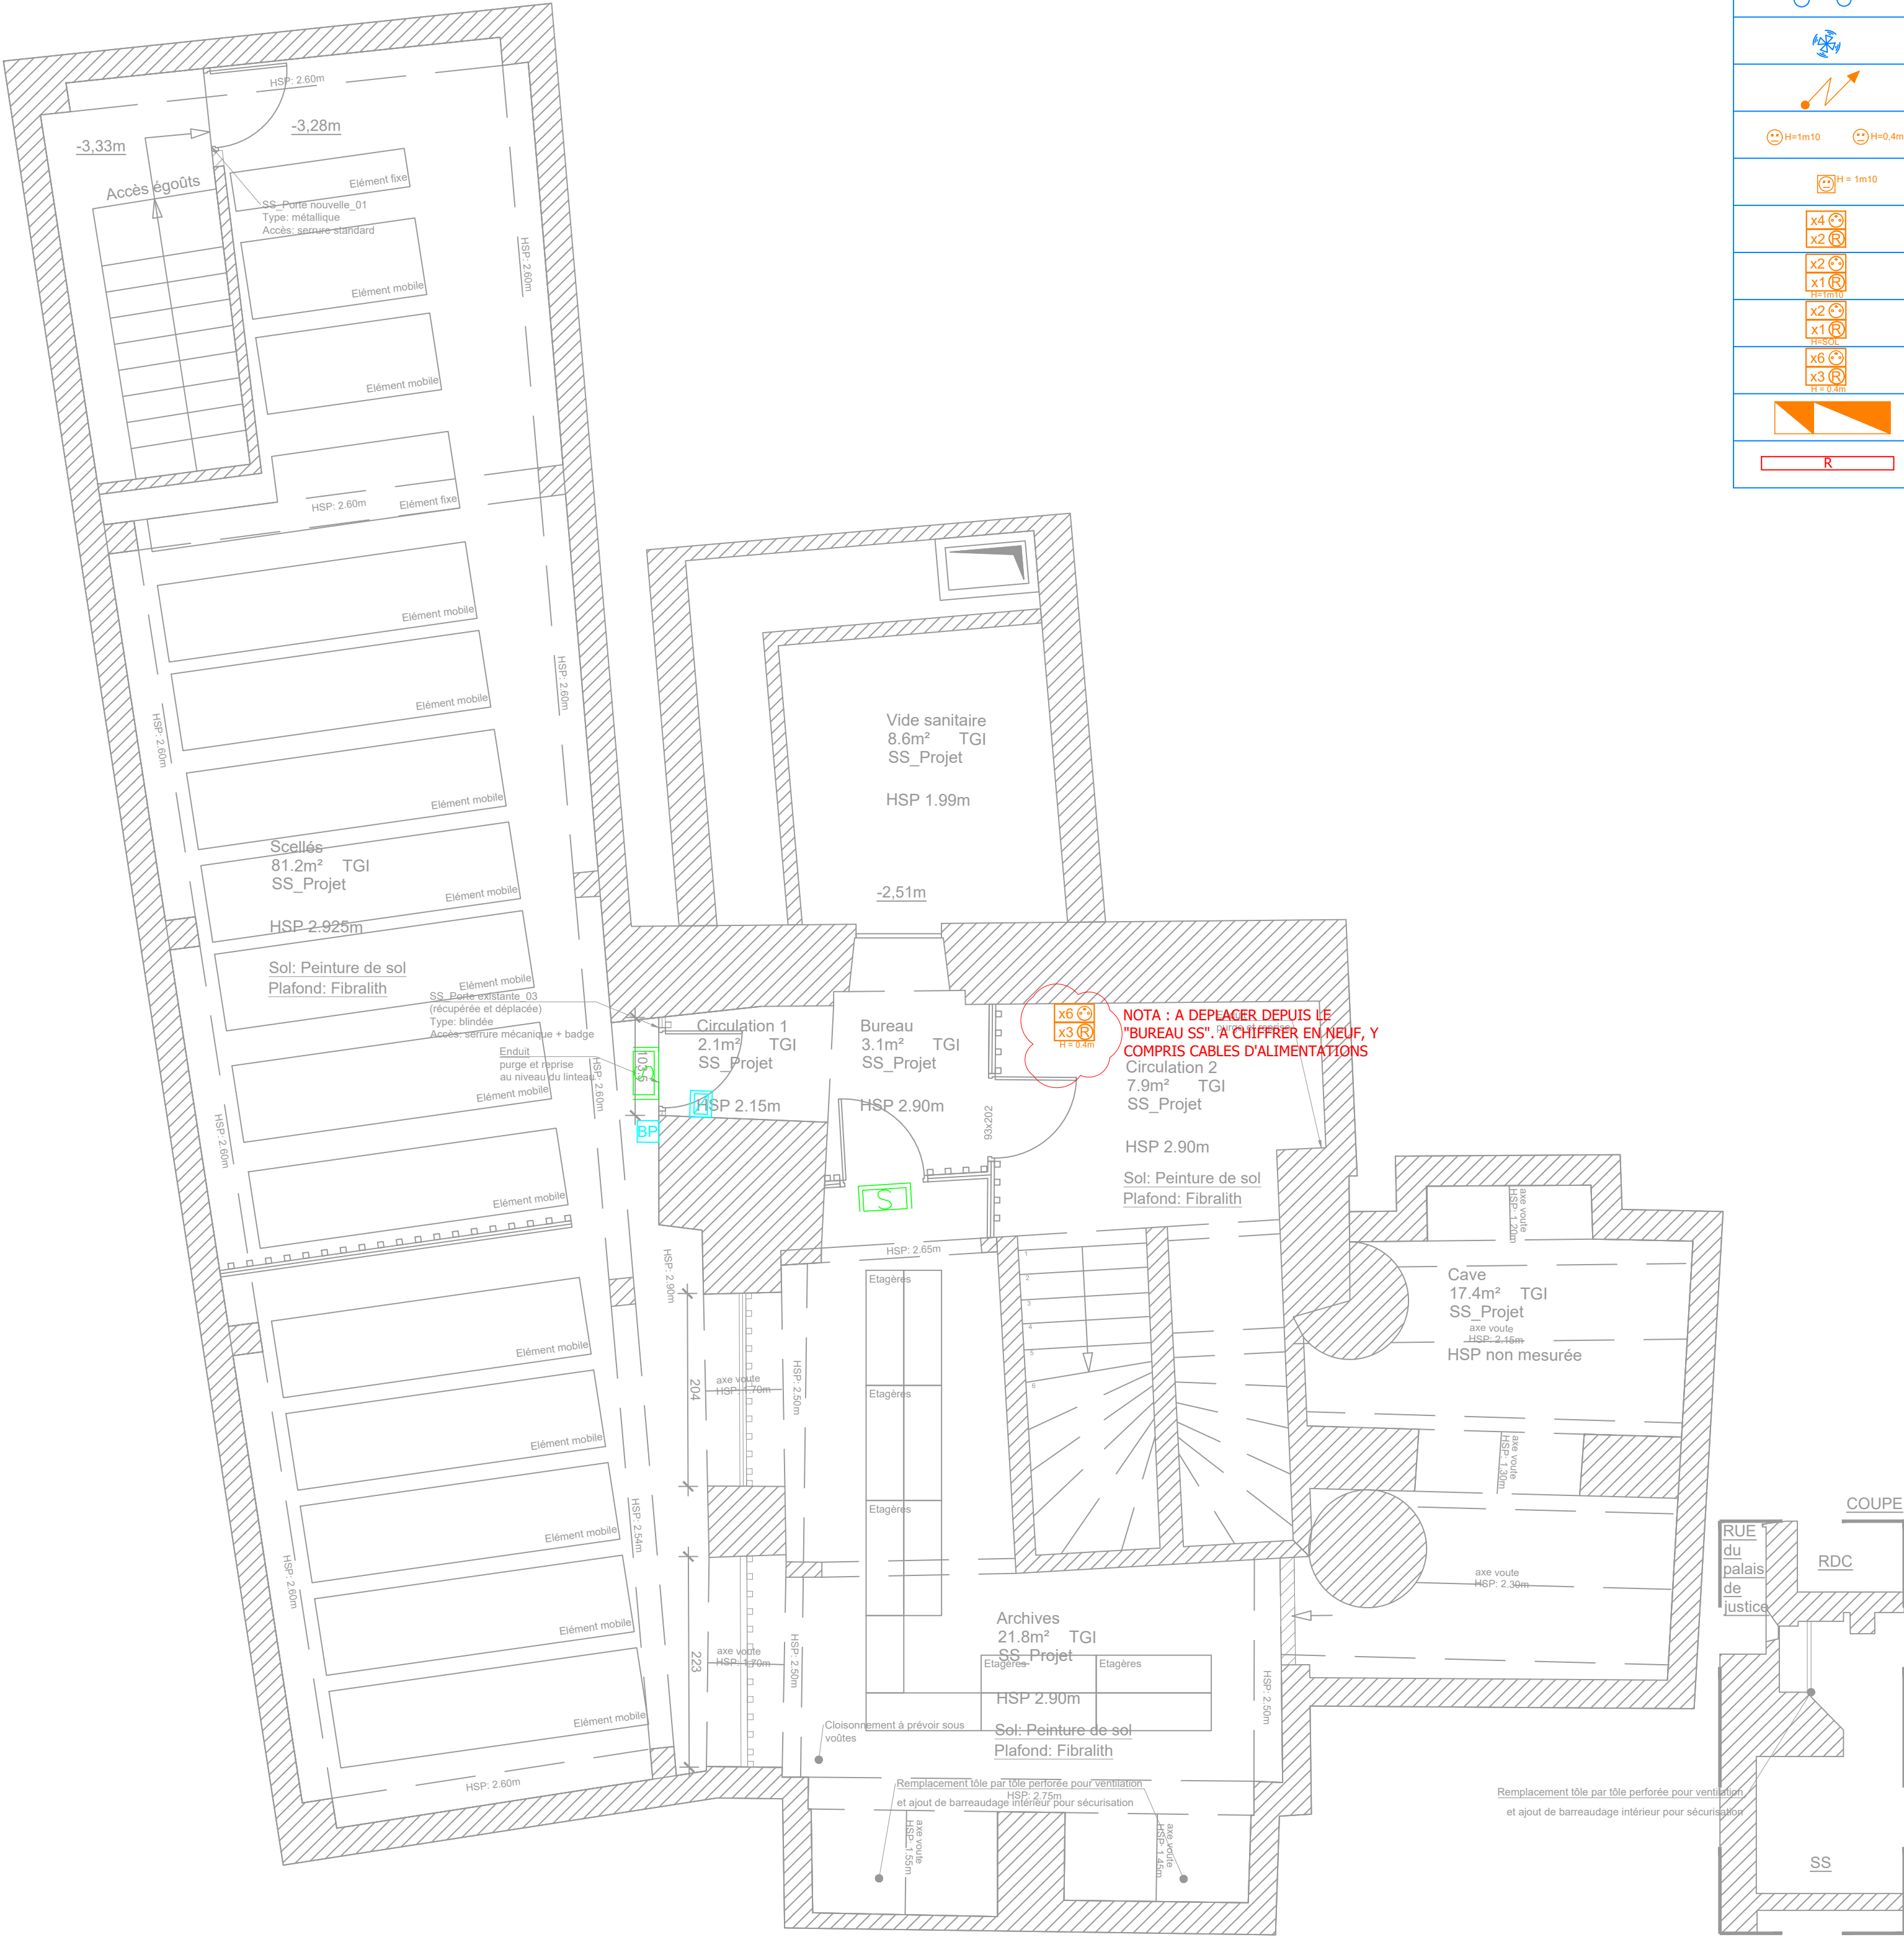 HSP: 2.60m
-3,33m
-3,28m
Accès égoûts
Elément fixe
SS_Porte nouvelle_01
Type: métallique
Accès: serrure standard
HSP: 2.60m
Elément mobile
Elément mobile
HSP: 2.60m
Elément fixe
Elément mobile
HSP: 2.60m
Elément mobile
HSP: 2.60m
Elément mobile
Scellés
81.2m² TGI
SS_Projet
HSP 2.925m
Elément mobile
Sol: Peinture de sol
Plafond: Fibralith
Elément mobile
SS_Porte existante_03
(récupérée et déplacée)
Type: blindée
Accès: serrure mécanique + badge
Enduit
purge et reprise
au niveau du linteau
HSP: 2.60m
Elément mobile
HSP: 2.60m
Elément mobile
103.5
BP
Vide sanitaire
8.6m² TGI
SS_Projet
HSP 1.99m
-2,51m
Circulation 1
2.1m² TGI
SS_Projet
HSP 2.15m
Bureau
3.1m² TGI
SS_Projet
HSP 2.90m
93x202
S
x6
x3 R
H = 0.4m
NOTA : A DEPLACER DEPUIS LE
"BUREAU SS". A CHIFFRER EN NEUF, Y
COMPRIS CABLES D'ALIMENTATIONS
purge et reprise
Circulation 2
7.9m² TGI
SS_Projet
HSP 2.90m
Sol: Peinture de sol
Plafond: Fibralith
HSP: 2.65m
HSP: 2.90m
Etagères
Etagères
Etagères
1
2
3
4
5
6
axe voute
HSP: 1.20m
Cave
17.4m² TGI
SS_Projet
axe voute
HSP: 2.15m
HSP non mesurée
axe voute
HSP: 1.30m
axe voute
HSP: 2.30m
Elément mobile
204
axe voute
HSP: 1.70m
HSP: 2.50m
Elément mobile
HSP: 2.54m
Elément mobile
HSP: 2.60m
Elément mobile
223
axe voute
HSP: 1.70m
HSP: 2.50m
Elément mobile
HSP: 2.60m
Archives
21.8m² TGI
SS_Projet
Etagères
Etagères
HSP 2.90m
HSP: 2.50m
Sol: Peinture de sol
Plafond: Fibralith
Cloisonnement à prévoir sous
voûtes
Remplacement tôle par tôle perforée pour ventilation
HSP: 2.75m
et ajout de barreaudage intérieur pour sécurisation
axe voute
HSP: 1.55m
axe voute
HSP: 1.45m
H=1m10
H=0,4m
H = 1m10
x4
x2 R
x2
x1 R
H=1m10
x2
x1 R
H=SOL
x6
x3 R
H = 0.4m
R
COUPE
RUE
du
palais
de
justice
RDC
Remplacement tôle par tôle perforée pour ventilation
et ajout de barreaudage intérieur pour sécurisation
SS